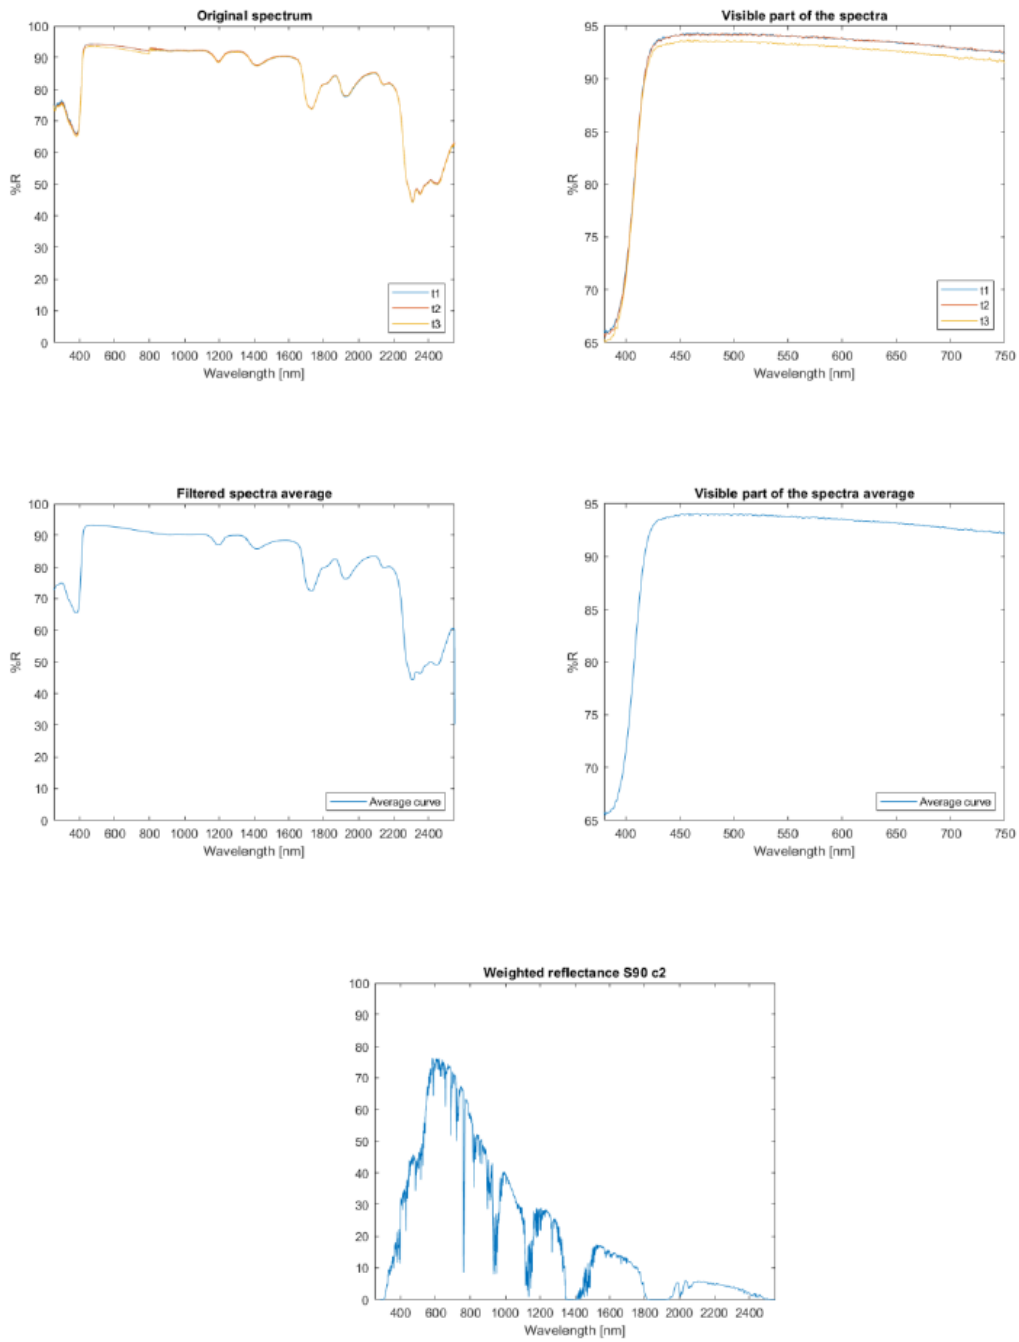 Original spectrum
100
90
80
70
60
50
40
30
20
10
0
%R
400 600 800 1000 1200 1400 1600 1800 2000 2200 2400
Wavelength [nm]
t1
t2
t3
Visible part of the spectra
95
90
85
80
75
70
65
%R
400 450 500 550 600 650 700 750
Wavelength [nm]
t1
t2
t3
Filtered spectra average
100
90
80
70
60
50
40
30
20
10
0
%R
400 600 800 1000 1200 1400 1600 1800 2000 2200 2400
Wavelength [nm]
Average curve
Visible part of the spectra average
95
90
85
80
75
70
65
%R
400 450 500 550 600 650 700 750
Wavelength [nm]
Average curve
Weighted reflectance S90 c2
100
90
80
70
60
50
40
30
20
10
0
400 600 800 1000 1200 1400 1600 1800 2000 2200 2400
Wavelength [nm]